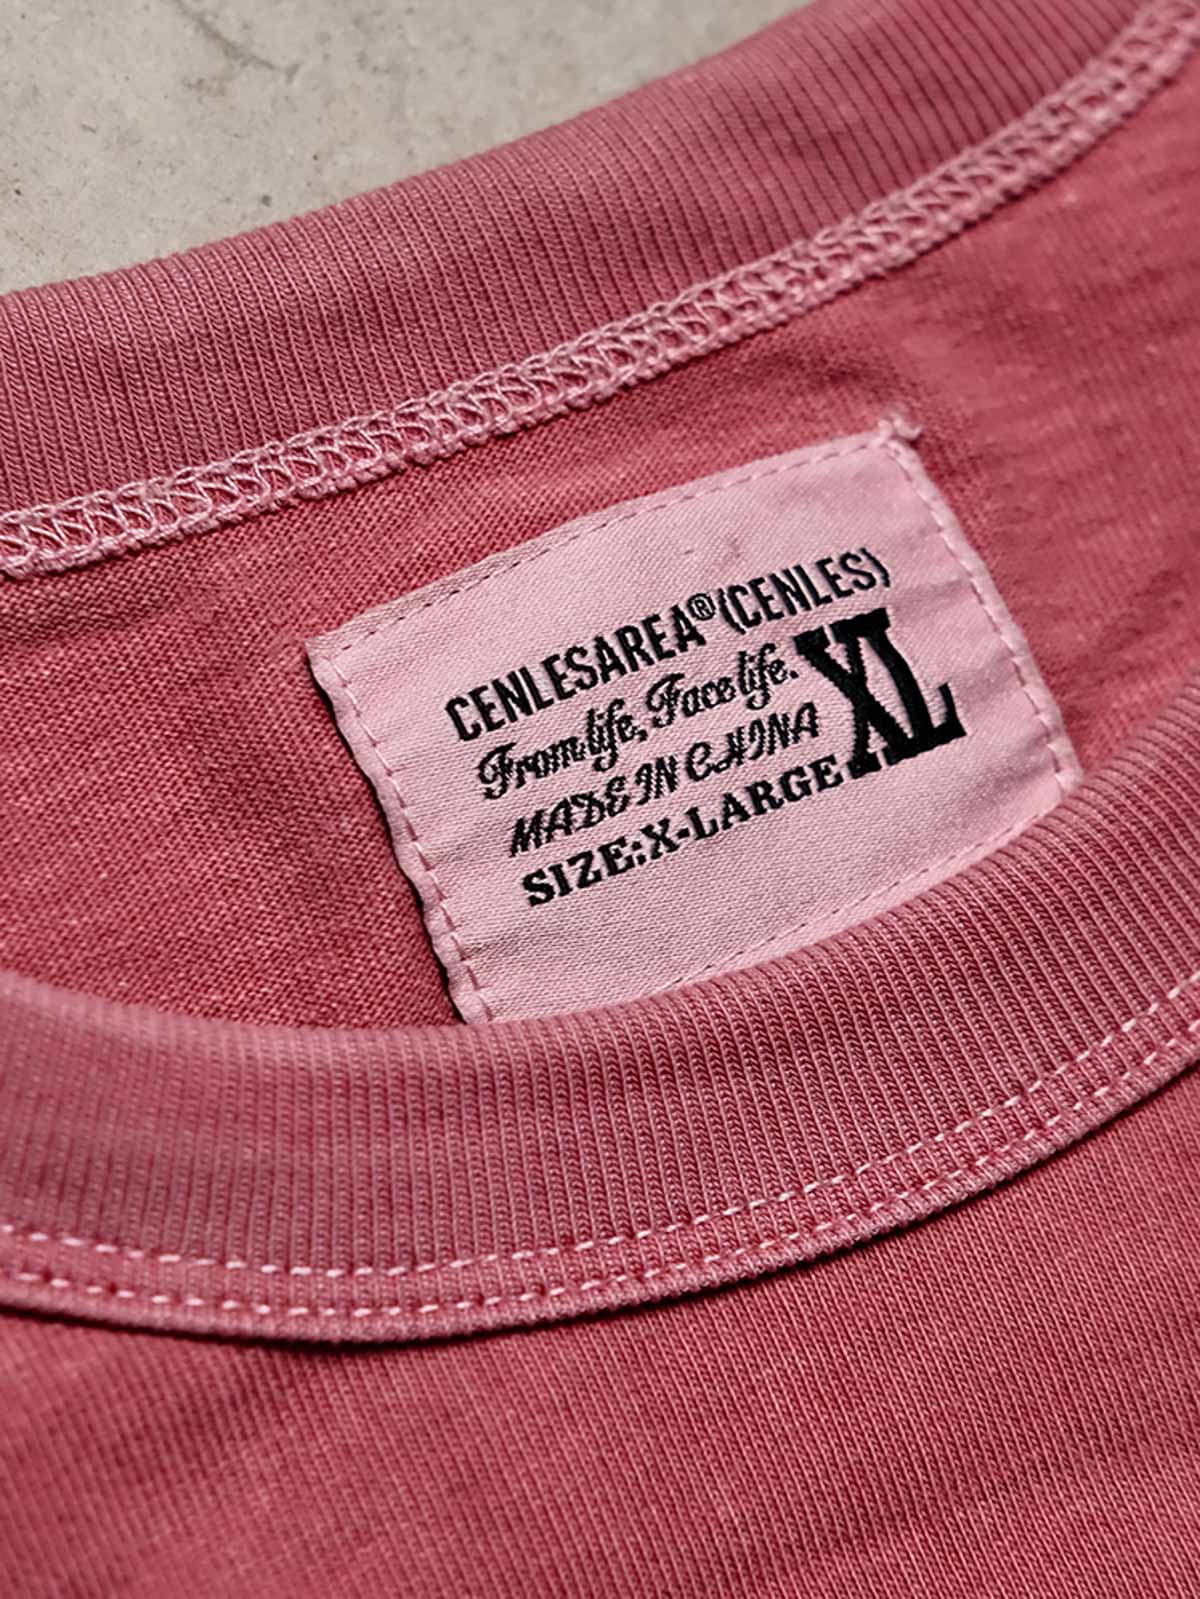 CENLESAREA®(CENLES)
From life, Face life.
MADE IN CHINA
SIZE:X-LARGE
XL